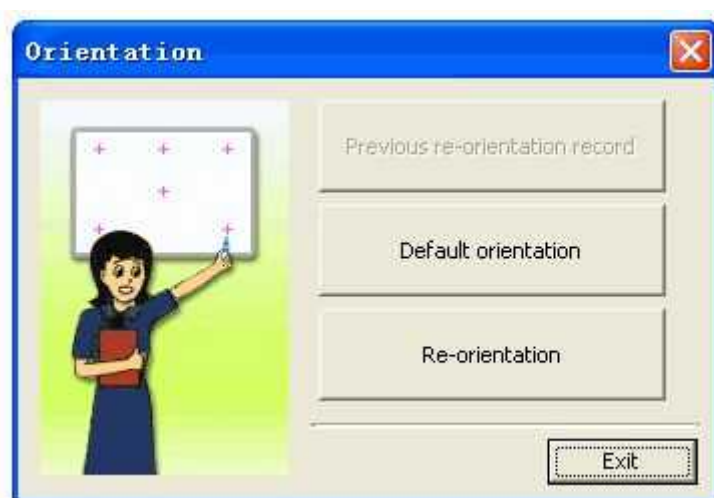 Orientation
Previous re-orientation record
Default orientation
Re-orientation
Exit